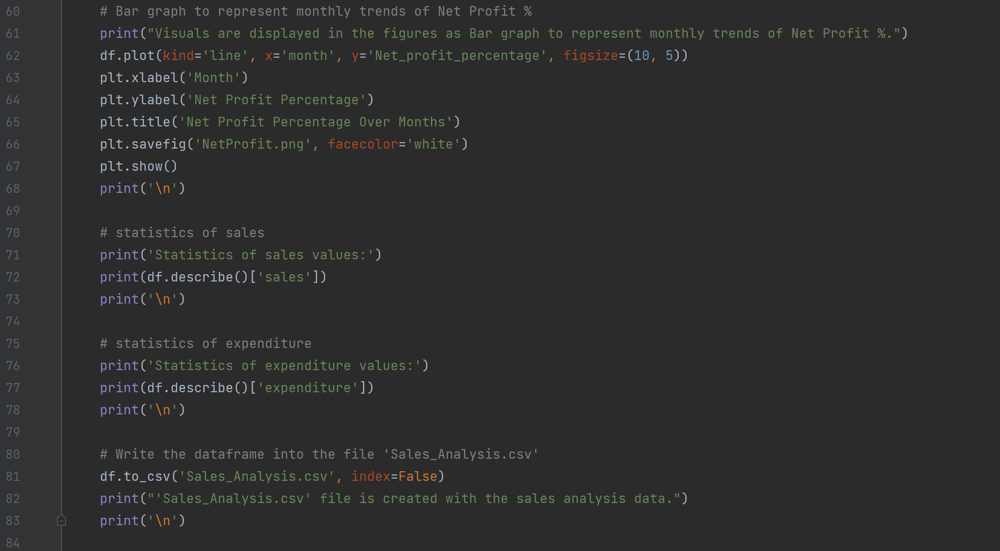 60 # Bar graph to represent monthly trends of Net Profit %
61 print("Visuals are displayed in the figures as Bar graph to represent monthly trends of Net Profit %.")
62 df.plot(kind='line', x='month', y='Net_profit_percentage', figsize=(10, 5))
63 plt.xlabel('Month')
64 plt.ylabel('Net Profit Percentage')
65 plt.title('Net Profit Percentage Over Months')
66 plt.savefig('NetProfit.png', facecolor='white')
67 plt.show()
68 print('\n')
69
70 # statistics of sales
71 print('Statistics of sales values:')
72 print(df.describe()['sales'])
73 print('\n')
74
75 # statistics of expenditure
76 print('Statistics of expenditure values:')
77 print(df.describe()['expenditure'])
78 print('\n')
79
80 # Write the dataframe into the file 'Sales_Analysis.csv'
81 df.to_csv('Sales_Analysis.csv', index=False)
82 print("'Sales_Analysis.csv' file is created with the sales analysis data.")
83 print('\n')
84